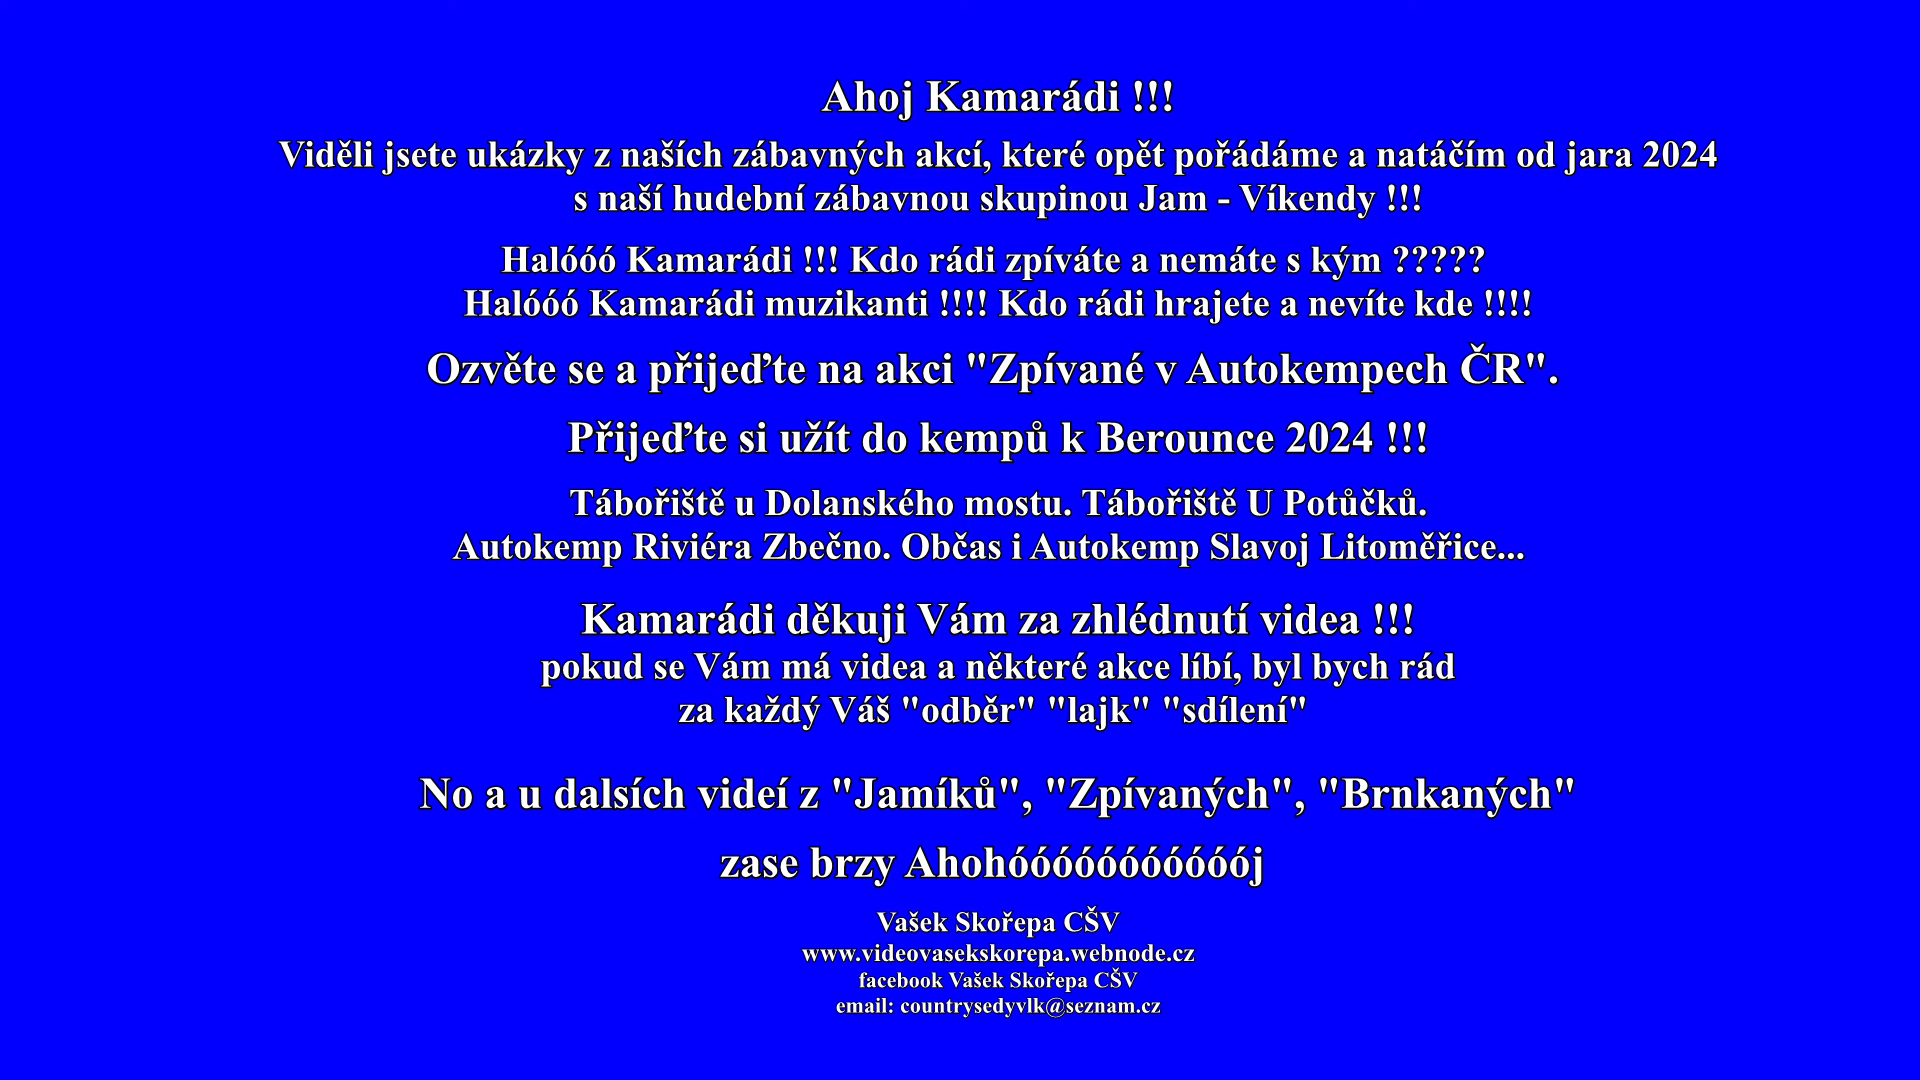 Ahoj Kamarádi !!!
Viděli jsete ukázky z naších zábavných akcí, které opět pořádáme a natáčím od jara 2024
s naší hudební zábavnou skupinou Jam - Víkendy !!!
Halóóó Kamarádi !!! Kdo rádi zpíváte a nemáte s kým ?????
Halóóó Kamarádi muzikanti !!!! Kdo rádi hrajete a nevíte kde !!!!
Ozvěte se a přijeďte na akci "Zpívané v Autokempech ČR".
Přijeďte si užít do kempů k Berounce 2024 !!!
Tábořiště u Dolanského mostu. Tábořiště U Potůčků.
Autokemp Riviéra Zbečno. Občas i Autokemp Slavoj Litoměřice...
Kamarádi děkuji Vám za zhlédnutí videa !!!
pokud se Vám má videa a některé akce líbí, byl bych rád
za každý Váš "odběr" "lajk" "sdílení"
No a u dalsích videí z "Jamíků", "Zpívaných", "Brnkaných"
zase brzy Ahohóóóóóóóóóóój
Vašek Skořepa CŠV
www.videovasekskorepa.webnode.cz
facebook Vašek Skořepa CŠV
email: countrysedyvlk@seznam.cz